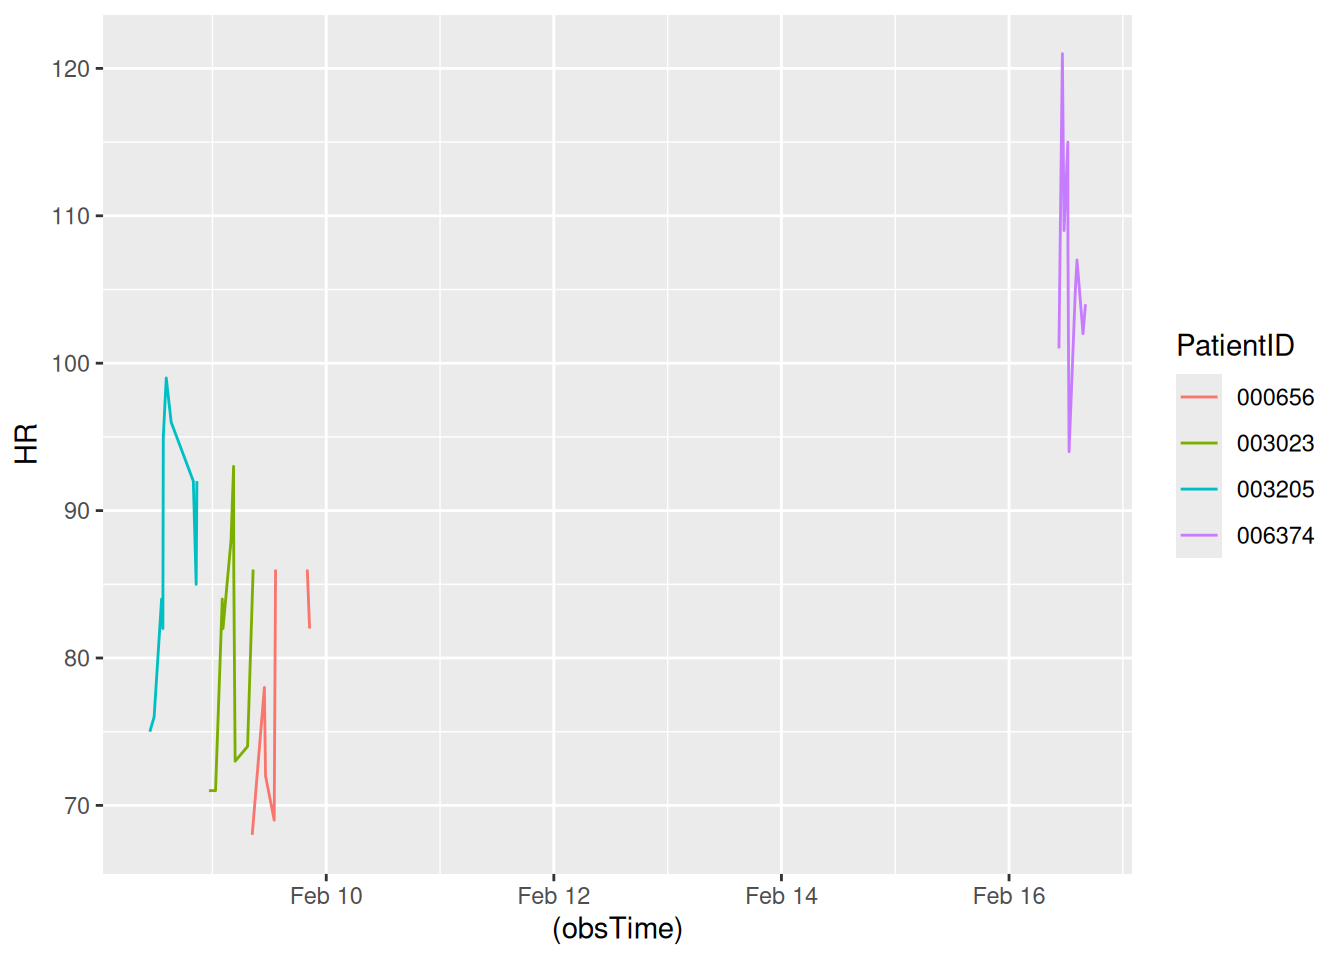 120
110
100
90
80
70
HR
Feb 10
Feb 12
Feb 14
Feb 16
(obsTime)
PatientID
000656
003023
003205
006374